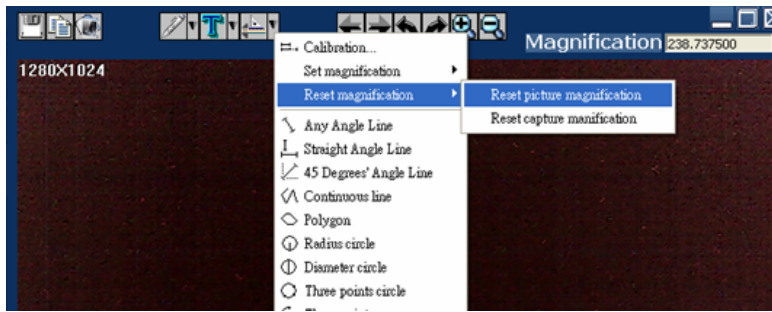 Magnification 238.737500
1280X1024
Calibration...
Set magnification
Reset magnification
Reset picture magnification
Reset capture manification
Any Angle Line
Straight Angle Line
45 Degrees' Angle Line
Continuous line
Polygon
Radius circle
Diameter circle
Three points circle